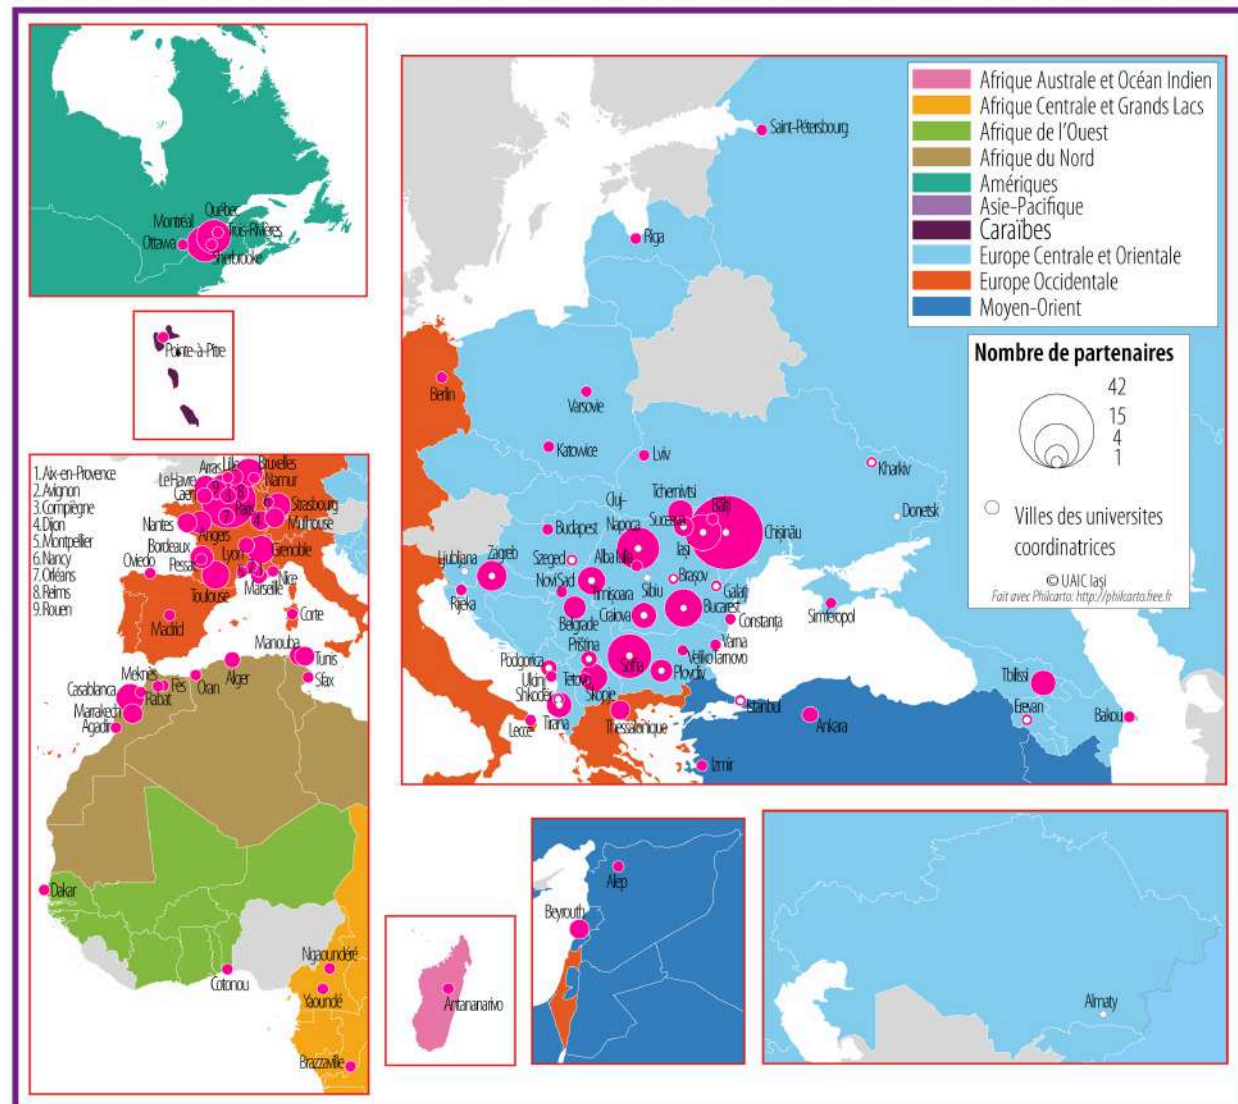 Québec
Montréal
Trois-Rivières
Ottawa
Sherbrooke
Pointe-à-Pitre
1.Aix-en-Provence
2.Avignon
3.Compiègne
4.Dijon
5.Montpellier
6.Nancy
7.Orléans
8.Reims
9.Rouen
Arras
Lille
Bruxelles
Le Havre
Namur
Caen
Paris
Strasbourg
Mulhouse
Nantes
Angers
Bordeaux
Lyon
Grenoble
Pessac
Oviedo
Nice
Marseille
Toulouse
Corte
Madrid
Manouba
Tunis
Alger
Sfax
Meknès
Fès
Oran
Casablanca
Rabat
Marrakech
Agadir
Dakar
Cotonou
Ngaoundéré
Yaoundé
Brazzaville
Saint-Pétersbourg
Riga
Berlin
Varsovie
Katowice
Lviv
Kharkiv
Tchernivtsi
Donetsk
Cluj-
Napoca
Suceava
Bălți
Chișinău
Budapest
Iași
Ljubljana
Zagreb
Szeged
Alba Iulia
Brașov
Novi Sad
Timișoara
Sibiu
Galați
Rijeka
Belgrade
Craiova
Bucarest
Constanța
Simferopol
Priština
Varna
Podgorica
Sofia
Veliko Tarnovo
Ulcinj
Tetovo
Plovdiv
Shkodër
Skopje
Tirana
Istanbul
Lecce
Thessalonique
Ankara
Izmir
Tbilissi
Erevan
Bakou
Afrique Australe et Océan Indien
Afrique Centrale et Grands Lacs
Afrique de l'Ouest
Afrique du Nord
Amériques
Asie-Pacifique
Caraïbes
Europe Centrale et Orientale
Europe Occidentale
Moyen-Orient
Nombre de partenaires
42
15
4
1
Villes des universites
coordinatrices
© UAIC Iași
Fait avec Philcarto: http://philcarto.free.fr
Antananarivo
Alep
Beyrouth
Almaty